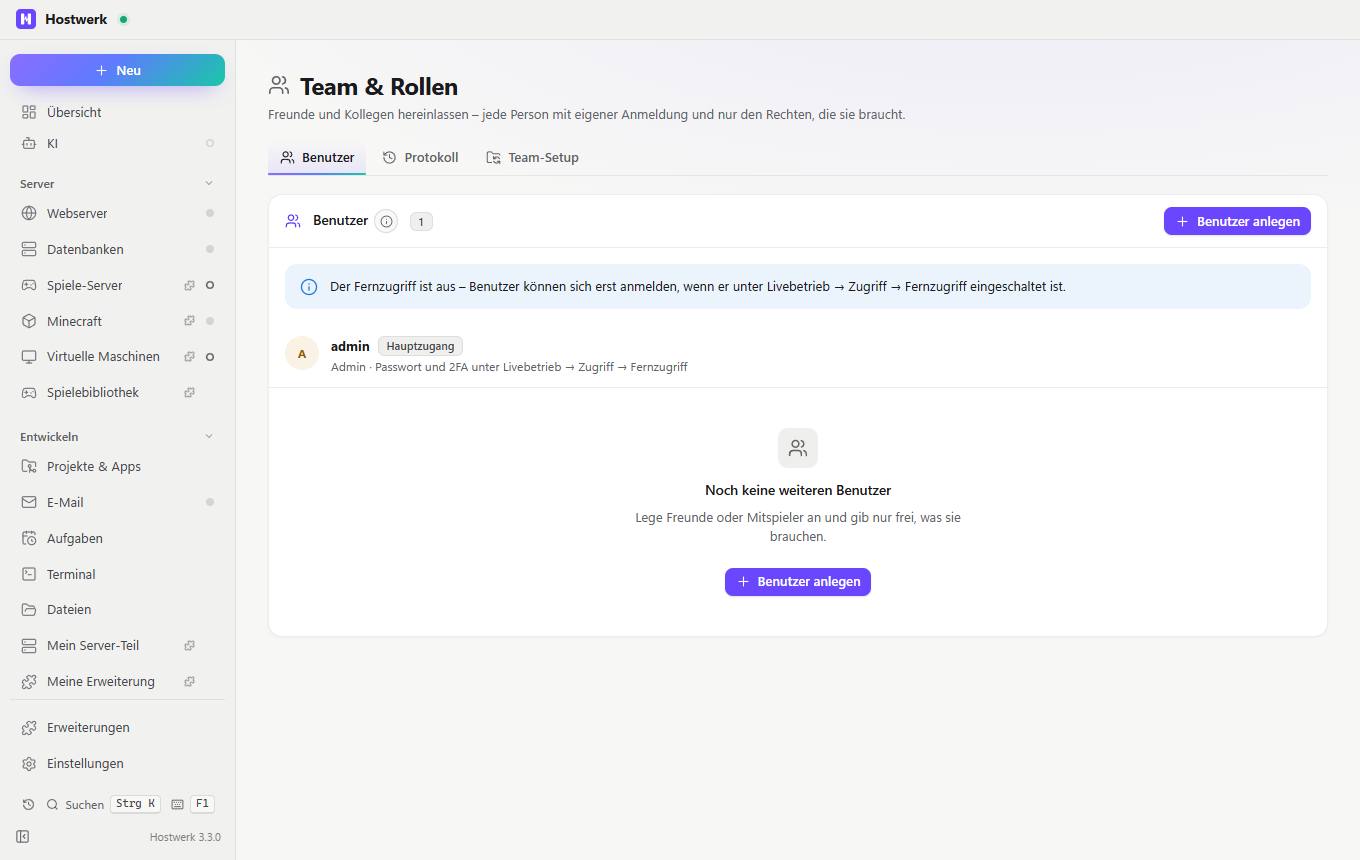 Hostwerk
Neu
Übersicht
KI
Server
Webserver
Datenbanken
Spiele-Server
Minecraft
Virtuelle Maschinen
Spielebibliothek
Entwickeln
Projekte & Apps
E-Mail
Aufgaben
Terminal
Dateien
Mein Server-Teil
Meine Erweiterung
Erweiterungen
Einstellungen
Suchen Strg K F1
Hostwerk 3.3.0
Team & Rollen
Freunde und Kollegen hereinlassen – jede Person mit eigener Anmeldung und nur den Rechten, die sie braucht.
Benutzer Protokoll Team-Setup
Benutzer 1 Benutzer anlegen
Der Fernzugriff ist aus – Benutzer können sich erst anmelden, wenn er unter Livebetrieb → Zugriff → Fernzugriff eingeschaltet ist.
A
admin Hauptzugang
Admin · Passwort und 2FA unter Livebetrieb → Zugriff → Fernzugriff
Noch keine weiteren Benutzer
Lege Freunde oder Mitspieler an und gib nur frei, was sie
brauchen.
Benutzer anlegen